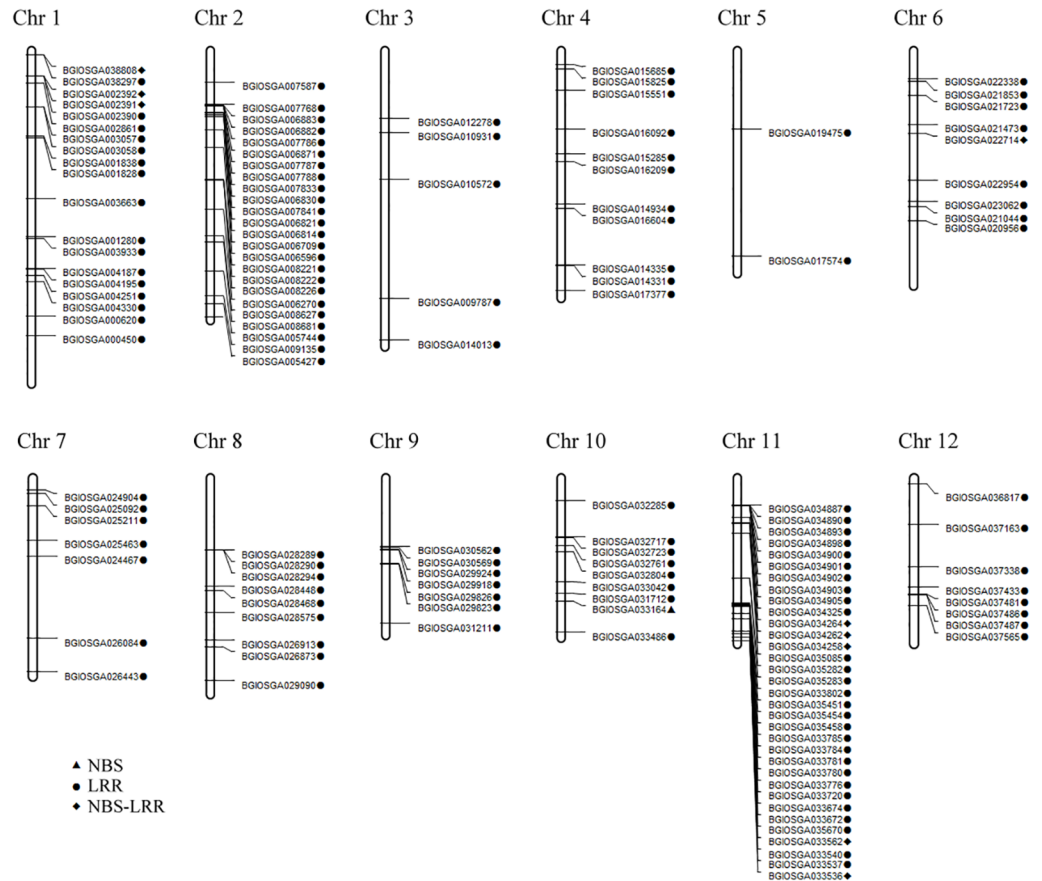 Chr 1
BGIOSGA038808◆
BGIOSGA038297●
BGIOSGA002392◆
BGIOSGA002391◆
BGIOSGA002390●
BGIOSGA002861●
BGIOSGA003057●
BGIOSGA003058●
BGIOSGA001838●
BGIOSGA001828●
BGIOSGA003663●
BGIOSGA001280●
BGIOSGA003933●
BGIOSGA004187●
BGIOSGA004195●
BGIOSGA004251●
BGIOSGA004330●
BGIOSGA000620●
BGIOSGA000450●
Chr 2
BGIOSGA007587●
BGIOSGA007768●
BGIOSGA006883●
BGIOSGA006882●
BGIOSGA007786●
BGIOSGA006871●
BGIOSGA007787●
BGIOSGA007788●
BGIOSGA007833●
BGIOSGA006830●
BGIOSGA007841●
BGIOSGA006821●
BGIOSGA006814●
BGIOSGA006709●
BGIOSGA006596●
BGIOSGA008221●
BGIOSGA008222●
BGIOSGA008226●
BGIOSGA006270●
BGIOSGA008627●
BGIOSGA008681●
BGIOSGA005744●
BGIOSGA009135●
BGIOSGA005427●
Chr 3
BGIOSGA012278●
BGIOSGA010931●
BGIOSGA010572●
BGIOSGA009787●
BGIOSGA014013●
Chr 4
BGIOSGA015685●
BGIOSGA015825●
BGIOSGA015551●
BGIOSGA016092●
BGIOSGA015285●
BGIOSGA016209●
BGIOSGA014934●
BGIOSGA016604●
BGIOSGA014335●
BGIOSGA014331●
BGIOSGA017377●
Chr 5
BGIOSGA019475●
BGIOSGA017574●
Chr 6
BGIOSGA022338●
BGIOSGA021853●
BGIOSGA021723●
BGIOSGA021473●
BGIOSGA022714◆
BGIOSGA022954●
BGIOSGA023062●
BGIOSGA021044●
BGIOSGA020956●
Chr 7
BGIOSGA024904●
BGIOSGA025092●
BGIOSGA025211●
BGIOSGA025463●
BGIOSGA024467●
BGIOSGA026084●
BGIOSGA026443●
Chr 8
BGIOSGA028289●
BGIOSGA028290●
BGIOSGA028294●
BGIOSGA028448●
BGIOSGA028468●
BGIOSGA028575●
BGIOSGA026913●
BGIOSGA026873●
BGIOSGA029090●
Chr 9
BGIOSGA030562●
BGIOSGA030569●
BGIOSGA029924●
BGIOSGA029918●
BGIOSGA029826●
BGIOSGA029823●
BGIOSGA031211●
Chr 10
BGIOSGA032285●
BGIOSGA032717●
BGIOSGA032723●
BGIOSGA032761●
BGIOSGA032804●
BGIOSGA033042●
BGIOSGA031712●
BGIOSGA033164▲
BGIOSGA033486●
Chr 11
BGIOSGA034887●
BGIOSGA034890●
BGIOSGA034893●
BGIOSGA034898●
BGIOSGA034900●
BGIOSGA034901●
BGIOSGA034902●
BGIOSGA034903●
BGIOSGA034905●
BGIOSGA034325●
BGIOSGA034264◆
BGIOSGA034262◆
BGIOSGA034258◆
BGIOSGA035085●
BGIOSGA035282●
BGIOSGA035283●
BGIOSGA033802●
BGIOSGA035451●
BGIOSGA035454●
BGIOSGA035458●
BGIOSGA033785●
BGIOSGA033784●
BGIOSGA033781●
BGIOSGA033780●
BGIOSGA033776●
BGIOSGA033720●
BGIOSGA033674●
BGIOSGA033672●
BGIOSGA035670●
BGIOSGA033562◆
BGIOSGA033540●
BGIOSGA033537●
BGIOSGA033536◆
Chr 12
BGIOSGA036817●
BGIOSGA037163●
BGIOSGA037338●
BGIOSGA037433●
BGIOSGA037481●
BGIOSGA037486●
BGIOSGA037487●
BGIOSGA037565●
▲ NBS
● LRR
◆ NBS-LRR